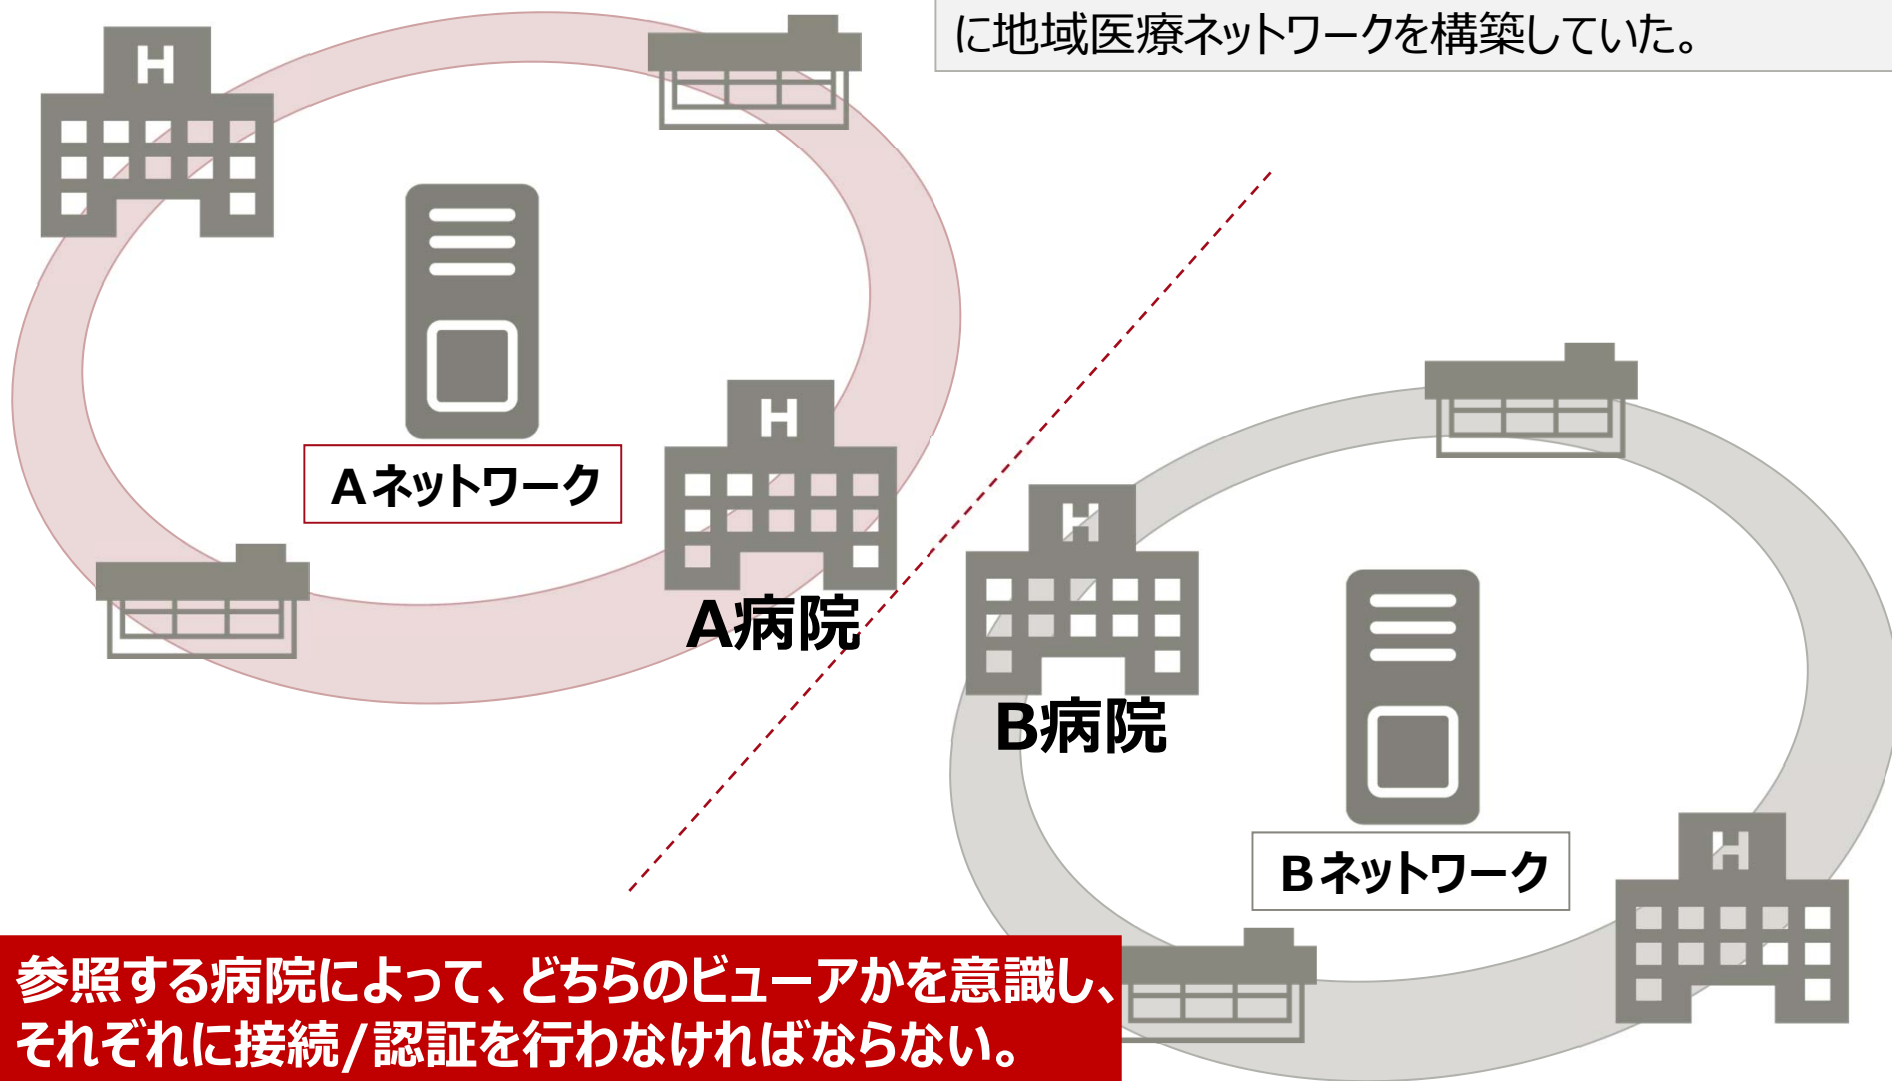 に地域医療ネットワークを構築していた。
H
H
Aネットワーク
A病院
H
B病院
Bネットワーク
H
参照する病院によって、どちらのビューアかを意識し、
それぞれに接続/認証を行わなければならない。